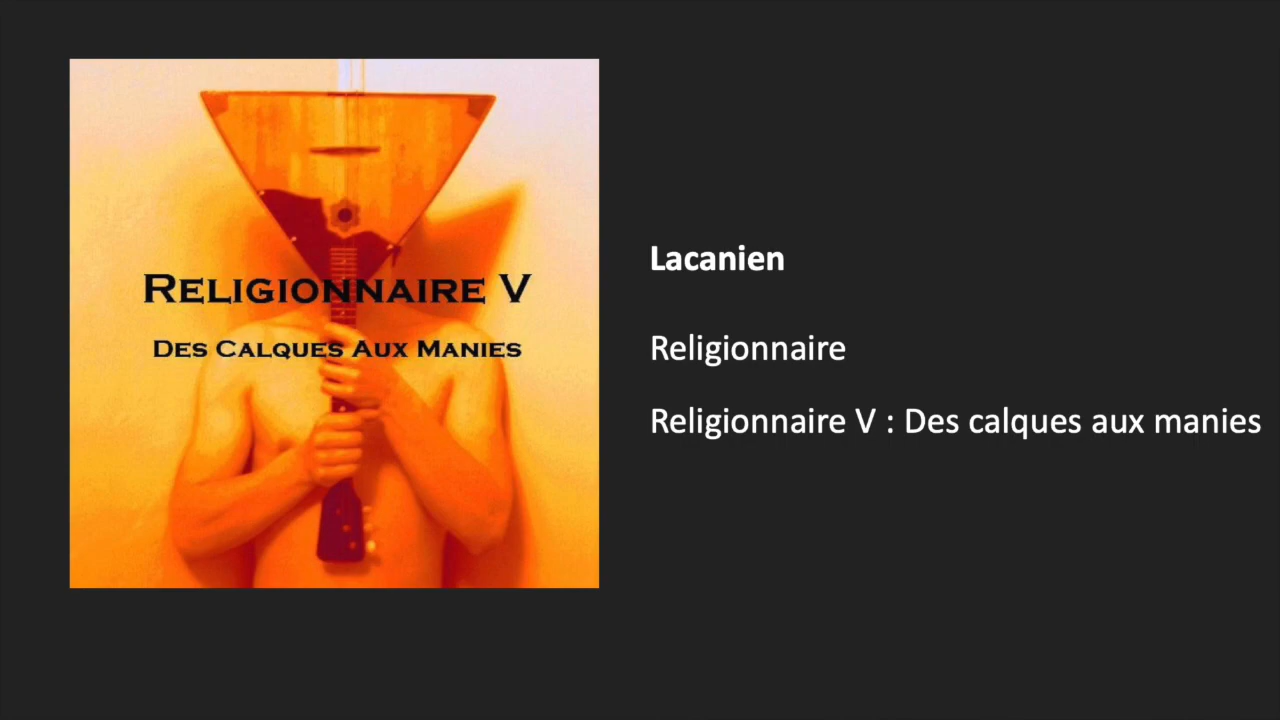 Religionnaire V
Des Calques Aux Manies
Lacanien
Religionnaire
Religionnaire V : Des calques aux manies